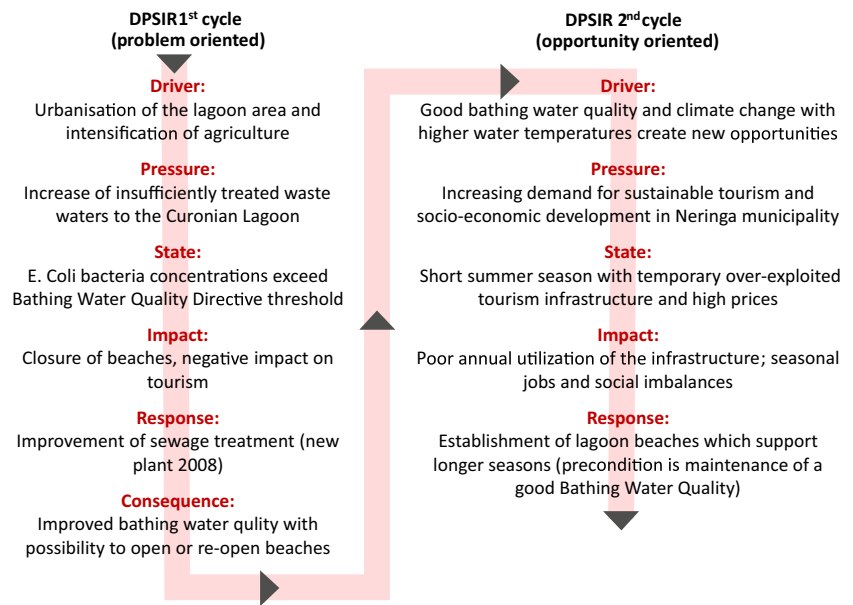 DPSIR1st cycle
(problem oriented)
Driver:
Urbanisation of the lagoon area and
intensification of agriculture
Pressure:
Increase of insufficiently treated waste
waters to the Curonian Lagoon
State:
E. Coli bacteria concentrations exceed
Bathing Water Quality Directive threshold
Impact:
Closure of beaches, negative impact on
tourism
Response:
Improvement of sewage treatment (new
plant 2008)
Consequence:
Improved bathing water qulity with
possibility to open or re-open beaches
DPSIR 2nd cycle
(opportunity oriented)
Driver:
Good bathing water quality and climate change with
higher water temperatures create new opportunities
Pressure:
Increasing demand for sustainable tourism and
socio-economic development in Neringa municipality
State:
Short summer season with temporary over-exploited
tourism infrastructure and high prices
Impact:
Poor annual utilization of the infrastructure; seasonal
jobs and social imbalances
Response:
Establishment of lagoon beaches which support
longer seasons (precondition is maintenance of a
good Bathing Water Quality)